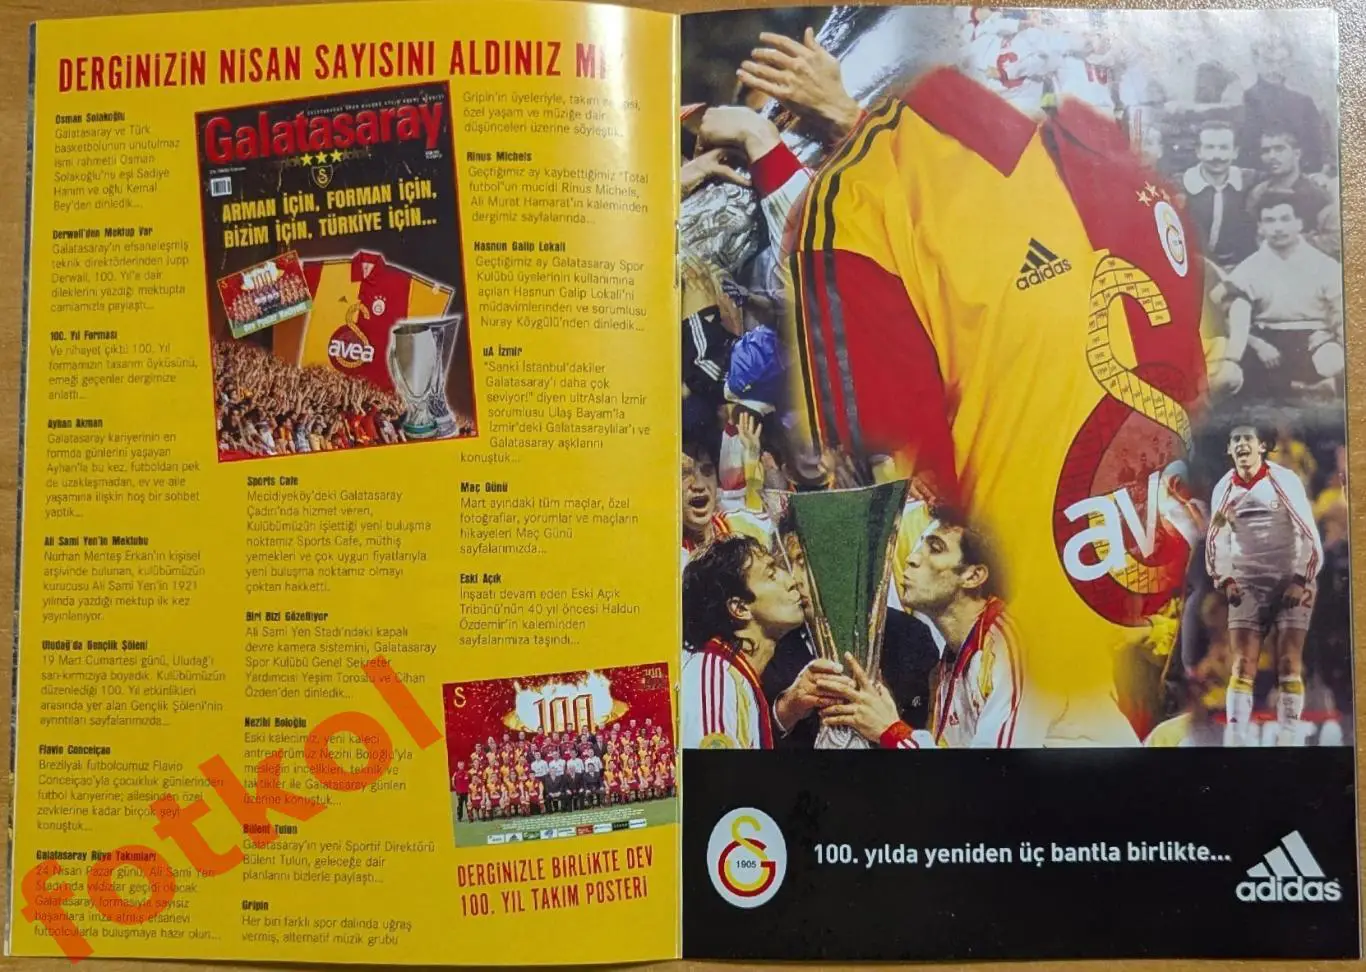 DERGİNİZİN NİSAN SAYISINI ALDINIZ MI
Osman Solakoğlu
Galatasaray ve Türk
basketbolunun unutulmaz
ismi rahmetli Osman
Solakoğlu'nu eşi Sadiye
Hanım ve oğlu Kemal
Bey'den dinledik...
Derwall'den Mektup Var
Galatasaray'ın efsaneleşmiş
teknik direktörlerinden Jupp
Derwall, 100. Yıl'a dair
dileklerini yazdığı mektupta
camiamızla paylaştı...
100. Yıl Forması
Ve nihayet çıktı 100. Yıl
formamızın tasarım öyküsünü,
emeği geçenler dergimize
anlattı...
Ayhan Akman
Galatasaray kariyerinin en
formda günlerini yaşayan
Ayhan'la bu kez, futboldan pek
de uzaklaşmadan, ev ve aile
yaşamına ilişkin hoş bir sohbet
yaptık...
Ali Sami Yen'in Mektubu
Nurhan Menteş Erkan'ın kişisel
arşivinde bulunan, kulübümüzün
kurucusu Ali Sami Yen'in 1921
yılında yazdığı mektup ilk kez
yayınlanıyor.
Uludağ'da Gençlik Şöleni
19 Mart Cumartesi günü, Uludağ'ı
sarı-kırmızıya boyadık. Kulübümüzün
düzenlediği 100. Yıl etkinlikleri
arasında yer alan Gençlik Şöleni'nin
ayrıntıları sayfalarımızda...
Flavio Conceiçao
Brezilyalı futbolcumuz Flavio
Conceiçao'yla çocukluk günlerinden
futbol kariyerine; ailesinden özel
zevklerine kadar birçok şeyi
konuştuk...
Galatasaray Rüya Takımları
24 Nisan Pazar günü, Ali Sami Yen
Stadı'nda yıldızlar geçidi olacak.
Galatasaray formasıyla sayısız
başarılara imza atmış efsanevi
futbolcularla buluşmaya hazır olun...
Galatasaray
ARMAN İÇİN, FORMAN İÇİN,
BİZİM İÇİN, TÜRKİYE İÇİN...
100
Dev Poster Hediyeli
avea
Sports Cafe
Mecidiyeköy'deki Galatasaray
Çadırı'nda hizmet veren,
Kulübümüzün işlettiği yeni buluşma
noktamız Sports Cafe, müthiş
yemekleri ve çok uygun fiyatlarıyla
yeni buluşma noktamız olmayı
çoktan hakketti.
Biri Bizi Gözetliyor
Ali Sami Yen Stadı'ndaki kapalı
devre kamera sistemini, Galatasaray
Spor Kulübü Genel Sekreter
Yardımcısı Yeşim Toroslu ve Cihan
Özden'den dinledik...
Nezihi Boloğlu
Eski kalecimiz, yeni kaleci
antrenörümüz Nezihi Boloğlu'yla
mesleğin incelikleri, teknik ve
taktikler ile Galatasaray günleri
üzerine konuştuk...
Bülent Tulun
Galatasaray'ın yeni Sportif Direktörü
Bülent Tulun, geleceğe dair
planlarını bizlerle paylaştı...
Gripin
Her biri farklı spor dalında uğraş
vermiş, alternatif müzik grubu
Gripin'in üyeleriyle, takım
özel yaşam ve müziğe dair
düşünceleri üzerine söyleştik.
Rinus Michels
Geçtiğimiz ay kaybettiğimiz "Total
futbol"un mucidi Rinus Michels,
Ali Murat Hamarat'ın kaleminden
dergimiz sayfalarında...
Hasnun Galip Lokali
Geçtiğimiz ay Galatasaray Spor
Kulübü üyelerinin kullanımına
açılan Hasnun Galip Lokali'ni
müdavimlerinden ve sorumlusu
Nuray Köygülü'nden dinledik...
uA İzmir
"Sanki İstanbul'dakiler
Galatasaray'ı daha çok
seviyor!" diyen ultrAslan İzmir
sorumlusu Ulaş Bayam'la
İzmir'deki Galatasaraylılar'ı ve
Galatasaray aşklarını
konuştuk...
Maç Günü
Mart ayındaki tüm maçlar, özel
fotoğraflar, yorumlar ve maçların
hikayeleri Maç Günü
sayfalarımızda...
Eski Açık
İnşaatı devam eden Eski Açık
Tribünü'nün 40 yıl öncesi Haldun
Özdemir'in kaleminden
sayfalarımıza taşındı...
100
DERGİNİZLE BİRLİKTE DEV
100. YIL TAKIM POSTERİ
fotkol
adidas
ave
2
1905
100. yılda yeniden üç bantla birlikte...
adidas